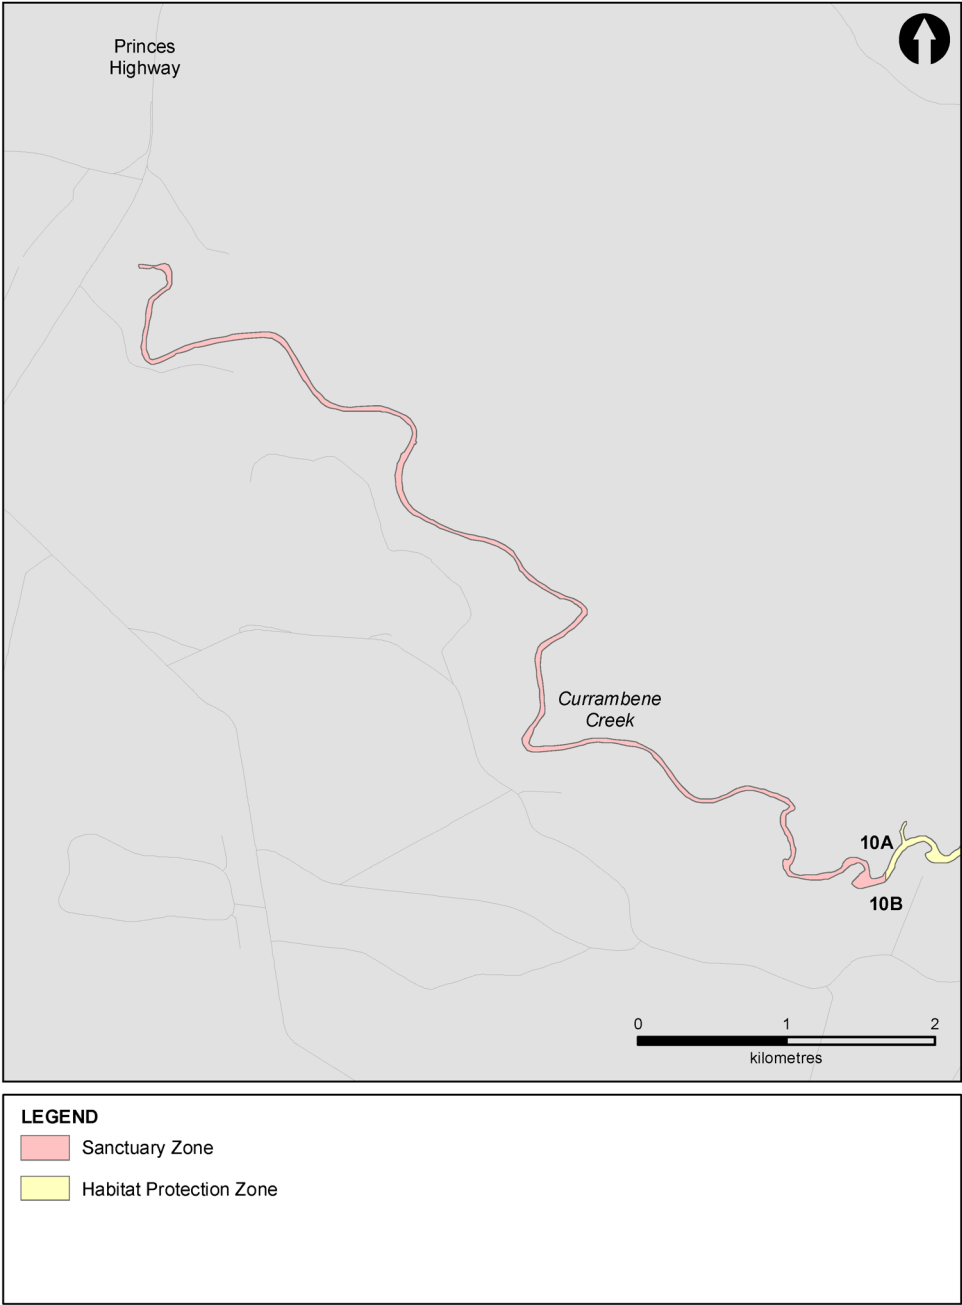 Princes
Highway
Currambene
Creek
10A
10B
0 1 2
kilometres
LEGEND
Sanctuary Zone
Habitat Protection Zone